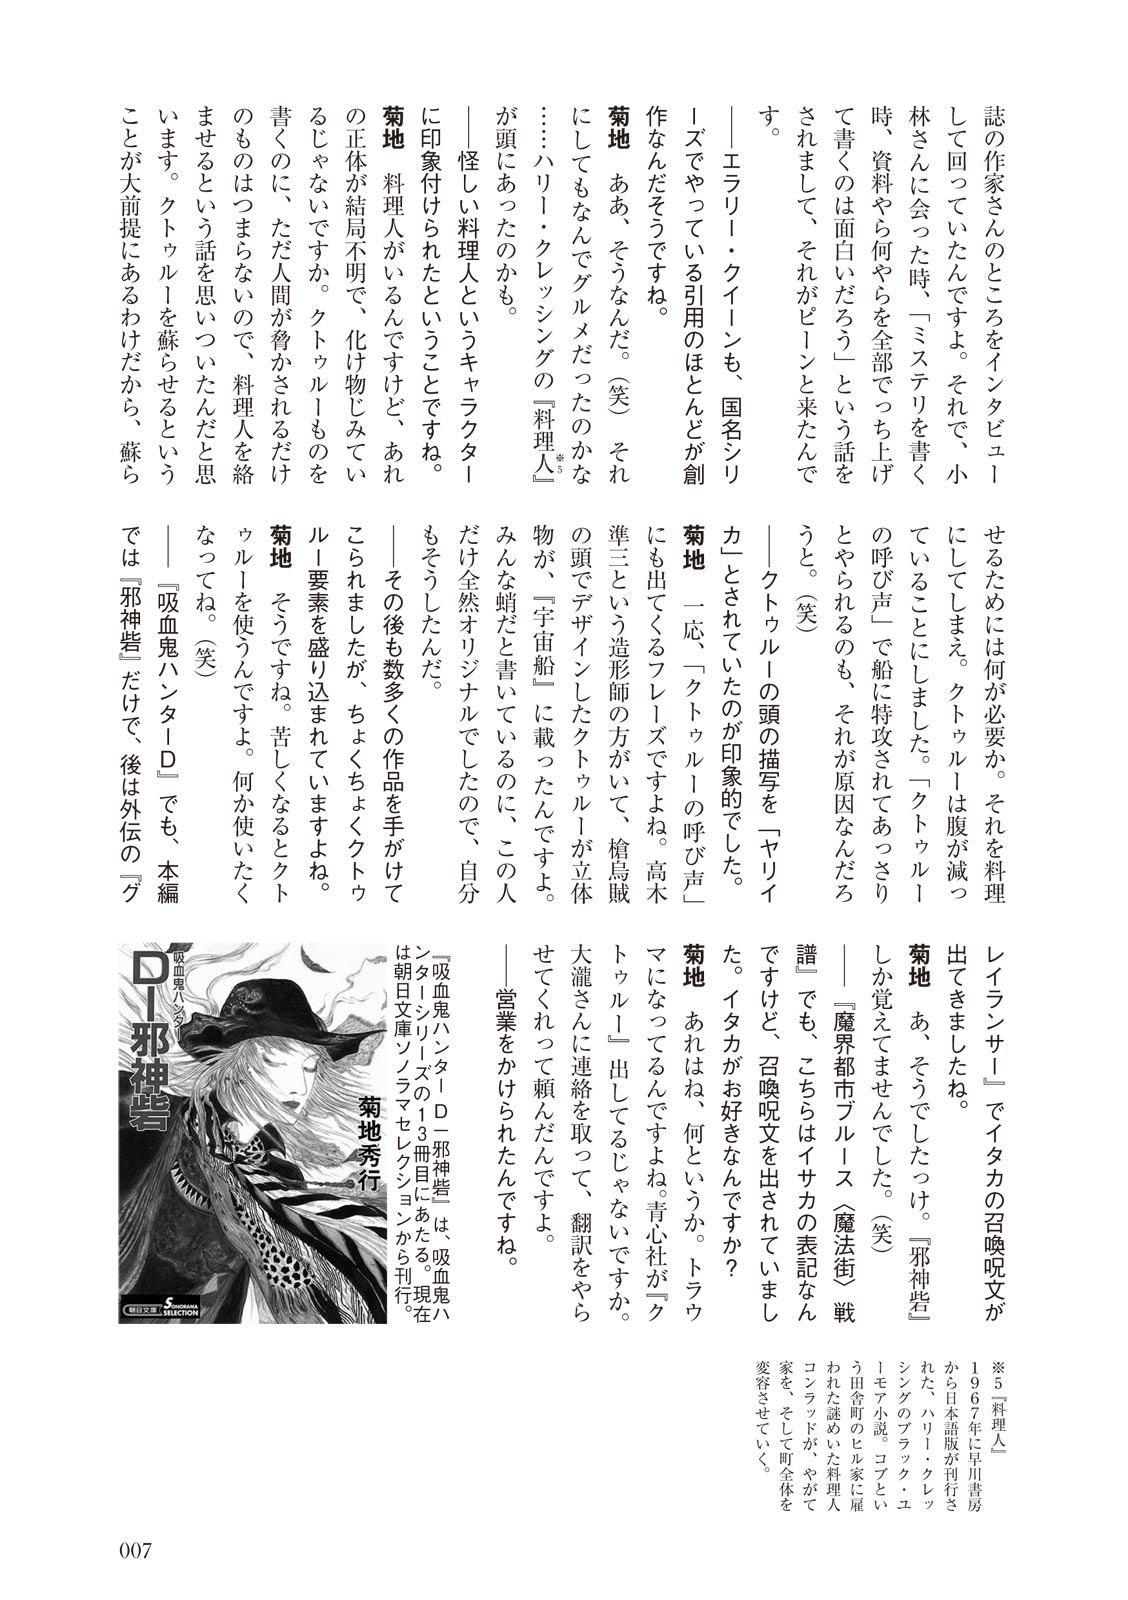 誌の作家さんのところをインタビュー
して回っていたんですよ。それで、小
林さんに会った時、「ミステリを書く
時、資料やら何やらを全部でっち上げ
て書くのは面白いだろう」という話を
されまして、それがピーンと来たんで
す。
――エラリー・クイーンも、国名シリ
ーズでやっている引用のほとんどが創
作なんだそうですね。
菊地　ああ、そうなんだ。（笑）　それ
にしてもなんでグルメだったのかな
……ハリー・クレッシングの『料理人』※5
が頭にあったのかも。
――怪しい料理人というキャラクター
に印象付けられたということですね。
菊地　料理人がいるんですけど、あれ
の正体が結局不明で、化け物じみてい
るじゃないですか。クトゥルーものを
書くのに、ただ人間が脅かされるだけ
のものはつまらないので、料理人を絡
ませるという話を思いついたんだと思
います。クトゥルーを蘇らせるという
ことが大前提にあるわけだから、蘇ら
せるためには何が必要か。それを料理
にしてしまえ。クトゥルーは腹が減っ
ていることにしました。「クトゥルー
の呼び声」で船に特攻されてあっさり
とやられるのも、それが原因なんだろ
うと。（笑）
――クトゥルーの頭の描写を「ヤリイ
カ」とされていたのが印象的でした。
菊地　一応、「クトゥルーの呼び声」
にも出てくるフレーズですよね。高木
準三という造形師の方がいて、槍烏賊
の頭でデザインしたクトゥルーが立体
物が、『宇宙船』に載ったんですよ。
みんな蛸だと書いているのに、この人
だけ全然オリジナルでしたので、自分
もそうしたんだ。
――その後も数多くの作品を手がけて
こられましたが、ちょくちょくクトゥ
ルー要素を盛り込まれていますよね。
菊地　そうですね。苦しくなるとクト
ゥルーを使うんですよ。何か使いたく
なってね。（笑）
――『吸血鬼ハンターD』でも、本編
では『邪神砦』だけで、後は外伝の『グ
レイランサー』でイタカの召喚呪文が
出てきましたね。
菊地　あ、そうでしたっけ。『邪神砦』
しか覚えてませんでした。（笑）
――『魔界都市ブルース〈魔法街〉戦
譜』でも、こちらはイサカの表記なん
ですけど、召喚呪文を出されていまし
た。イタカがお好きなんですか？
菊地　あれはね、何というか。トラウ
マになってるんですよね。青心社が『ク
トゥルー』出してるじゃないですか。
大瀧さんに連絡を取って、翻訳をやら
せてくれって頼んだんですよ。
――営業をかけられたんですね。
『吸血鬼ハンターD－邪神砦』は、吸血鬼ハ
ンターシリーズの13冊目にあたる。現在
は朝日文庫ソノラマセレクションから刊行。
吸血鬼ハンター
D－邪神砦
菊地秀行
朝日文庫
SONORAMA
SELECTION
※5『料理人』
1967年に早川書房
から日本語版が刊行さ
れた、ハリー・クレッ
シングのブラック・ユ
ーモア小説。コブとい
う田舎町のヒル家に雇
われた謎めいた料理人
コンラッドが、やがて
家を、そして町全体を
変容させていく。
007